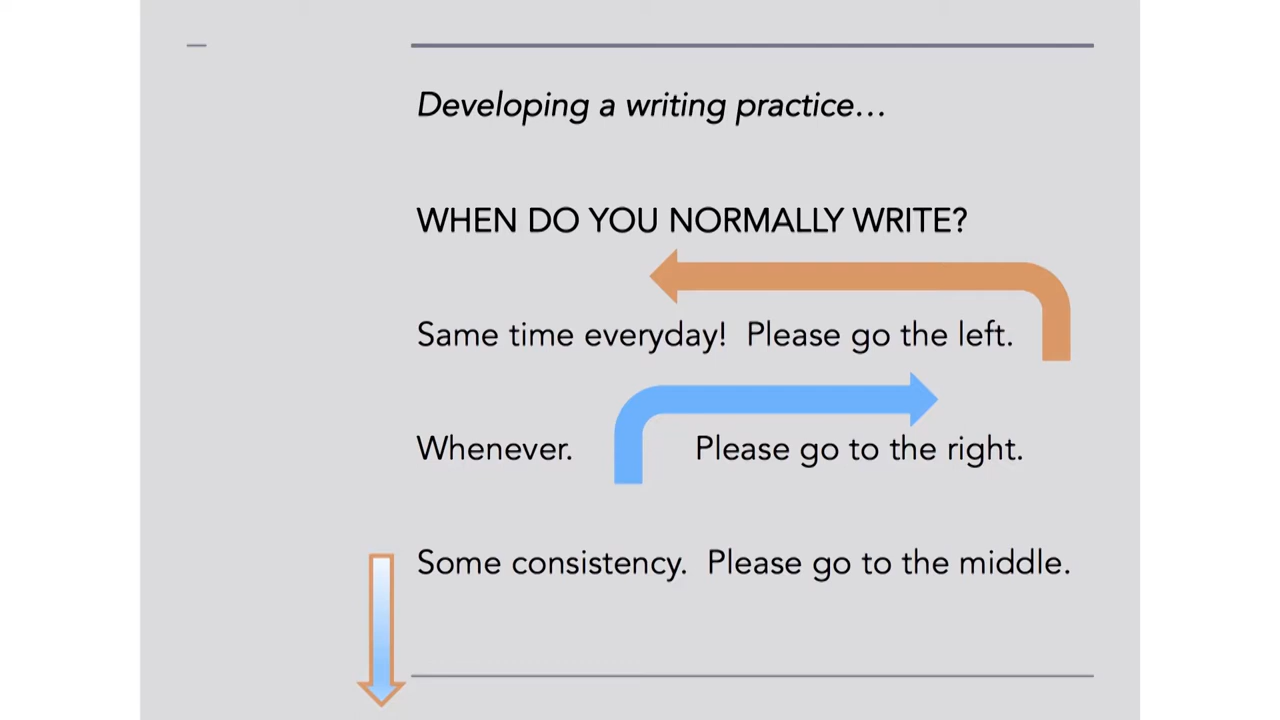 Developing a writing practice…
WHEN DO YOU NORMALLY WRITE?
Same time everyday!  Please go the left.
Whenever.  Please go to the right.
Some consistency.  Please go to the middle.